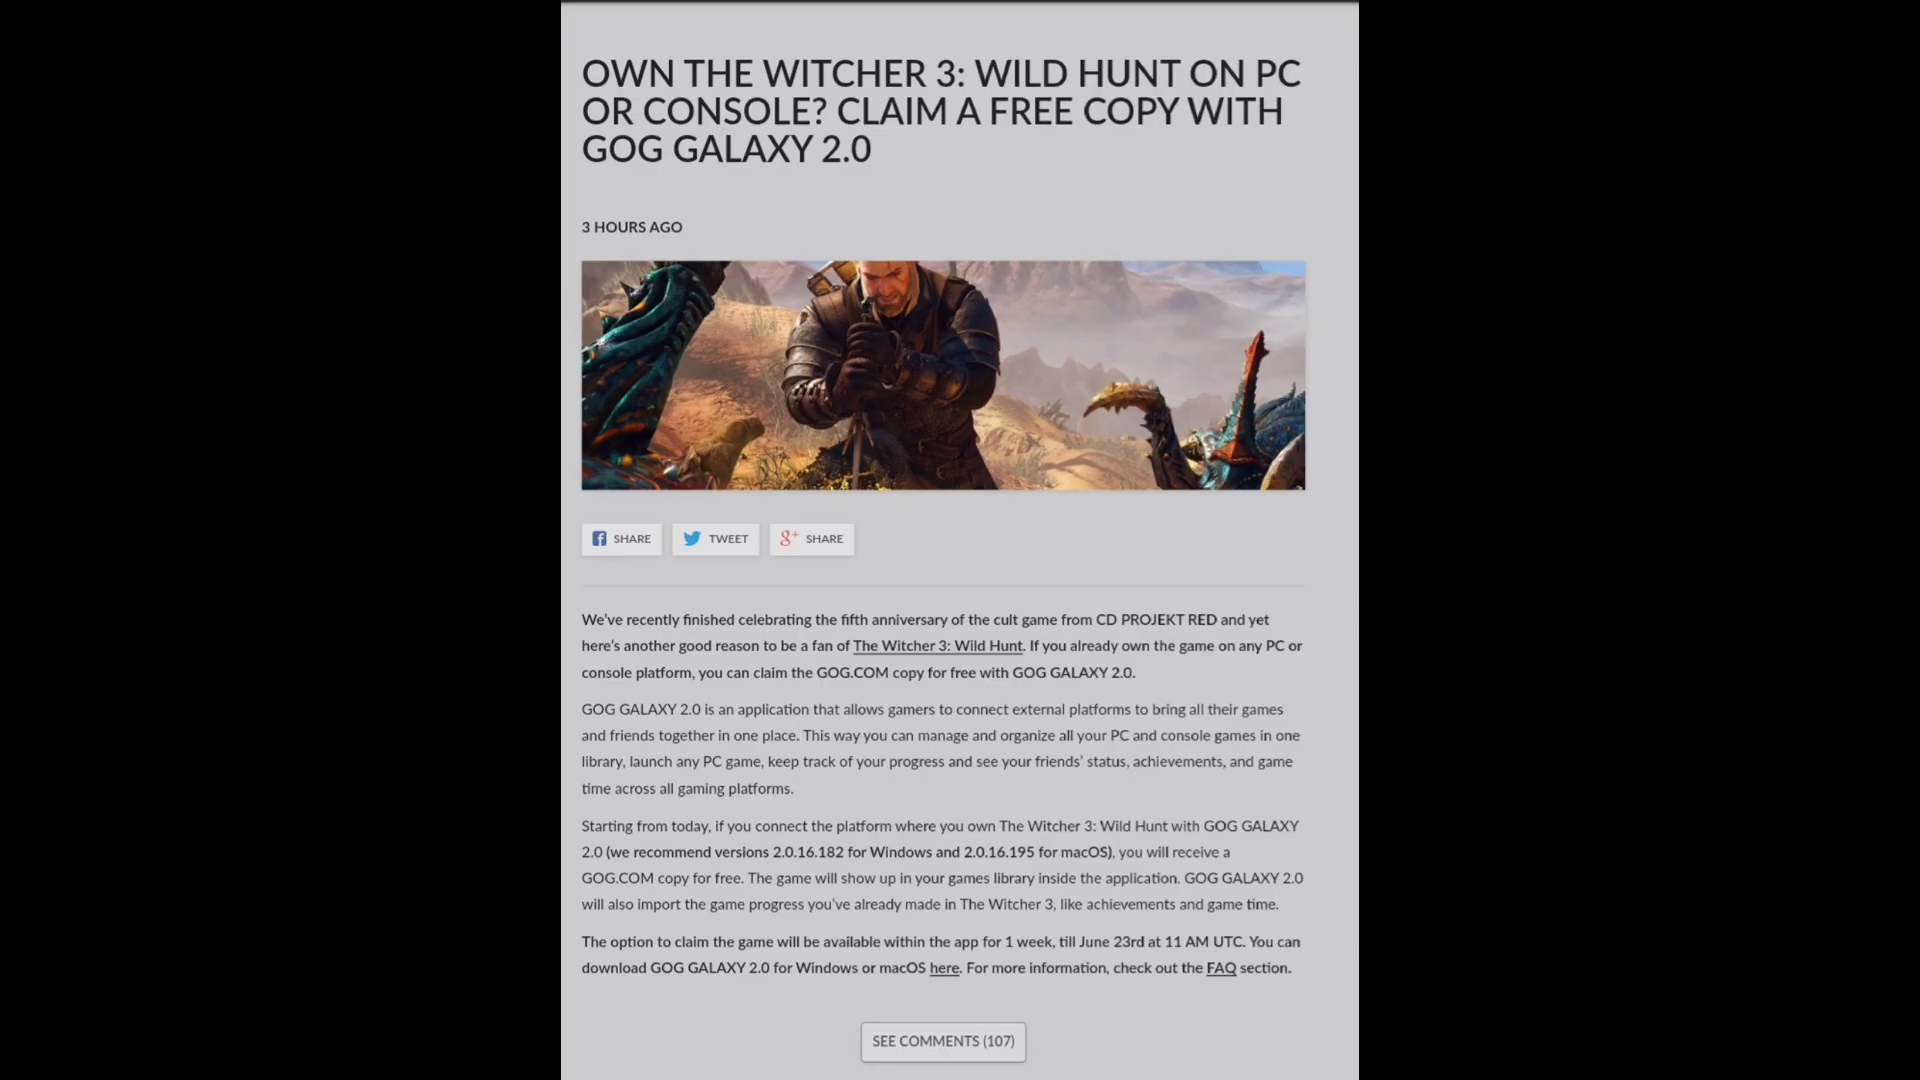 OWN THE WITCHER 3: WILD HUNT ON PC
OR CONSOLE? CLAIM A FREE COPY WITH
GOG GALAXY 2.0
3 HOURS AGO
SHARE TWEET SHARE
We've recently finished celebrating the fifth anniversary of the cult game from CD PROJEKT RED and yet
here's another good reason to be a fan of The Witcher 3: Wild Hunt. If you already own the game on any PC or
console platform, you can claim the GOG.COM copy for free with GOG GALAXY 2.0.
GOG GALAXY 2.0 is an application that allows gamers to connect external platforms to bring all their games
and friends together in one place. This way you can manage and organize all your PC and console games in one
library, launch any PC game, keep track of your progress and see your friends' status, achievements, and game
time across all gaming platforms.
Starting from today, if you connect the platform where you own The Witcher 3: Wild Hunt with GOG GALAXY
2.0 (we recommend versions 2.0.16.182 for Windows and 2.0.16.195 for macOS), you will receive a
GOG.COM copy for free. The game will show up in your games library inside the application. GOG GALAXY 2.0
will also import the game progress you've already made in The Witcher 3, like achievements and game time.
The option to claim the game will be available within the app for 1 week, till June 23rd at 11 AM UTC. You can
download GOG GALAXY 2.0 for Windows or macOS here. For more information, check out the FAQ section.
SEE COMMENTS (107)